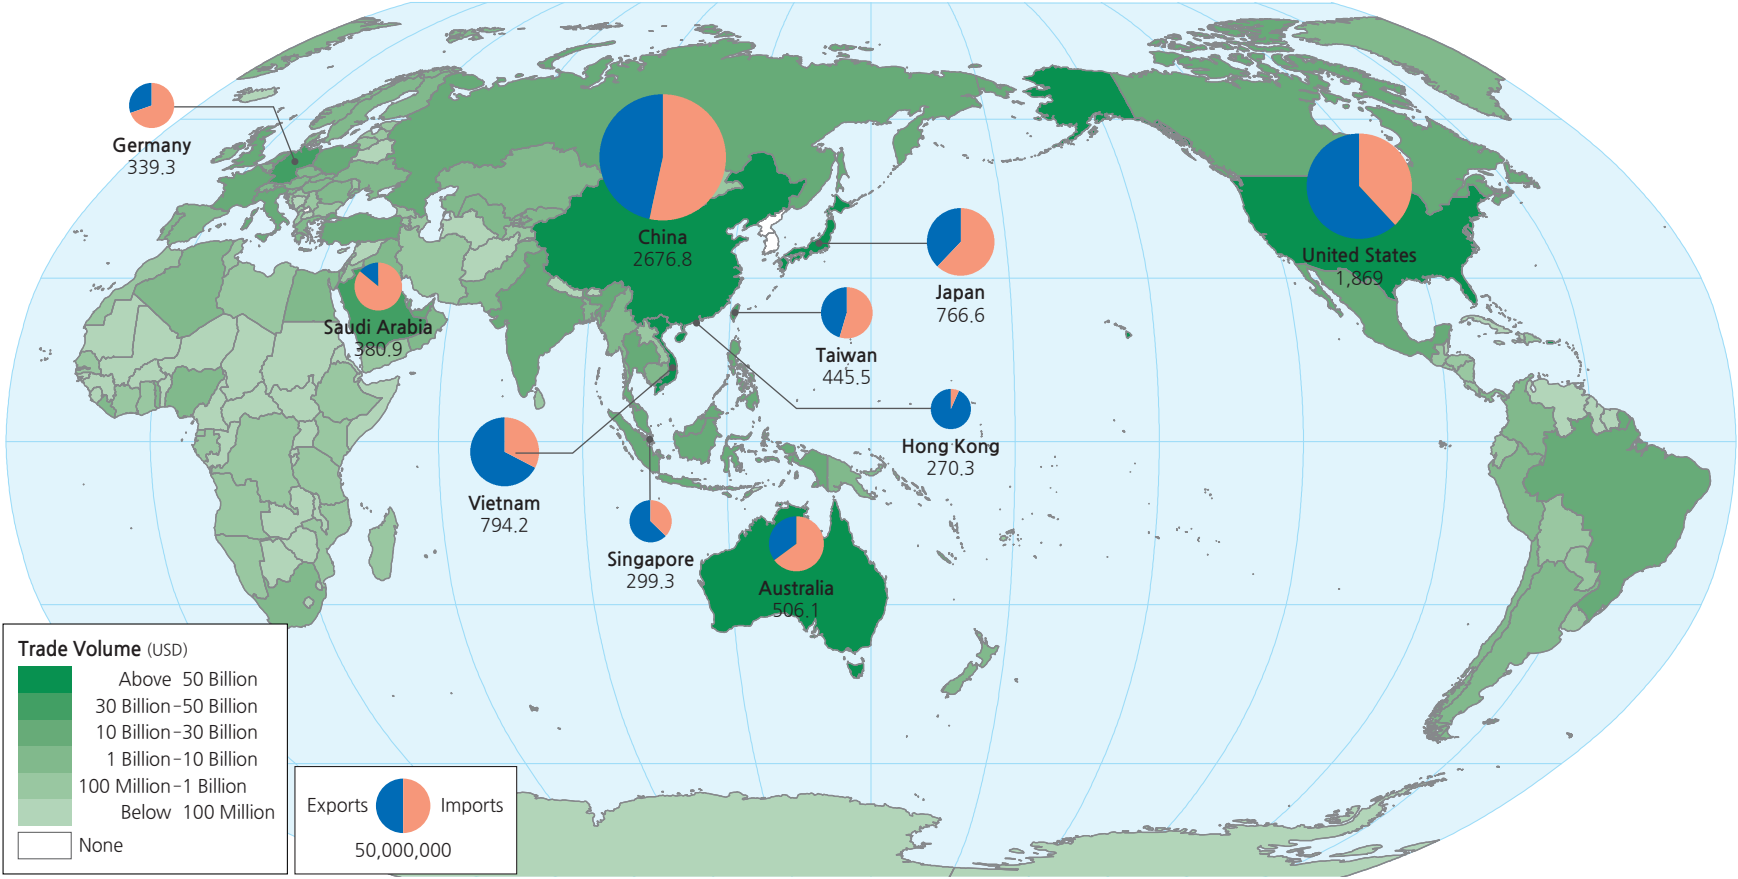 Germany
339.3
China
2676.8
United States
1,869
Japan
766.6
Saudi Arabia
380.9
Taiwan
445.5
Hong Kong
270.3
Vietnam
794.2
Singapore
299.3
Australia
506.1
Trade Volume (USD)
Above 50 Billion
30 Billion-50 Billion
10 Billion-30 Billion
1 Billion-10 Billion
100 Million-1 Billion
Below 100 Million
None
Exports Imports
50,000,000